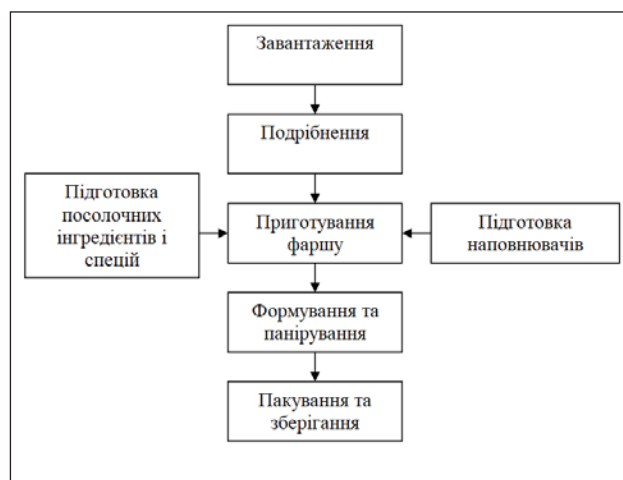 Завантаження
Подрібнення
Підготовка
посолочних
інгредієнтів і
спецій
Приготування
фаршу
Підготовка
наповнювачів
Формування та
панірування
Пакування та
зберігання